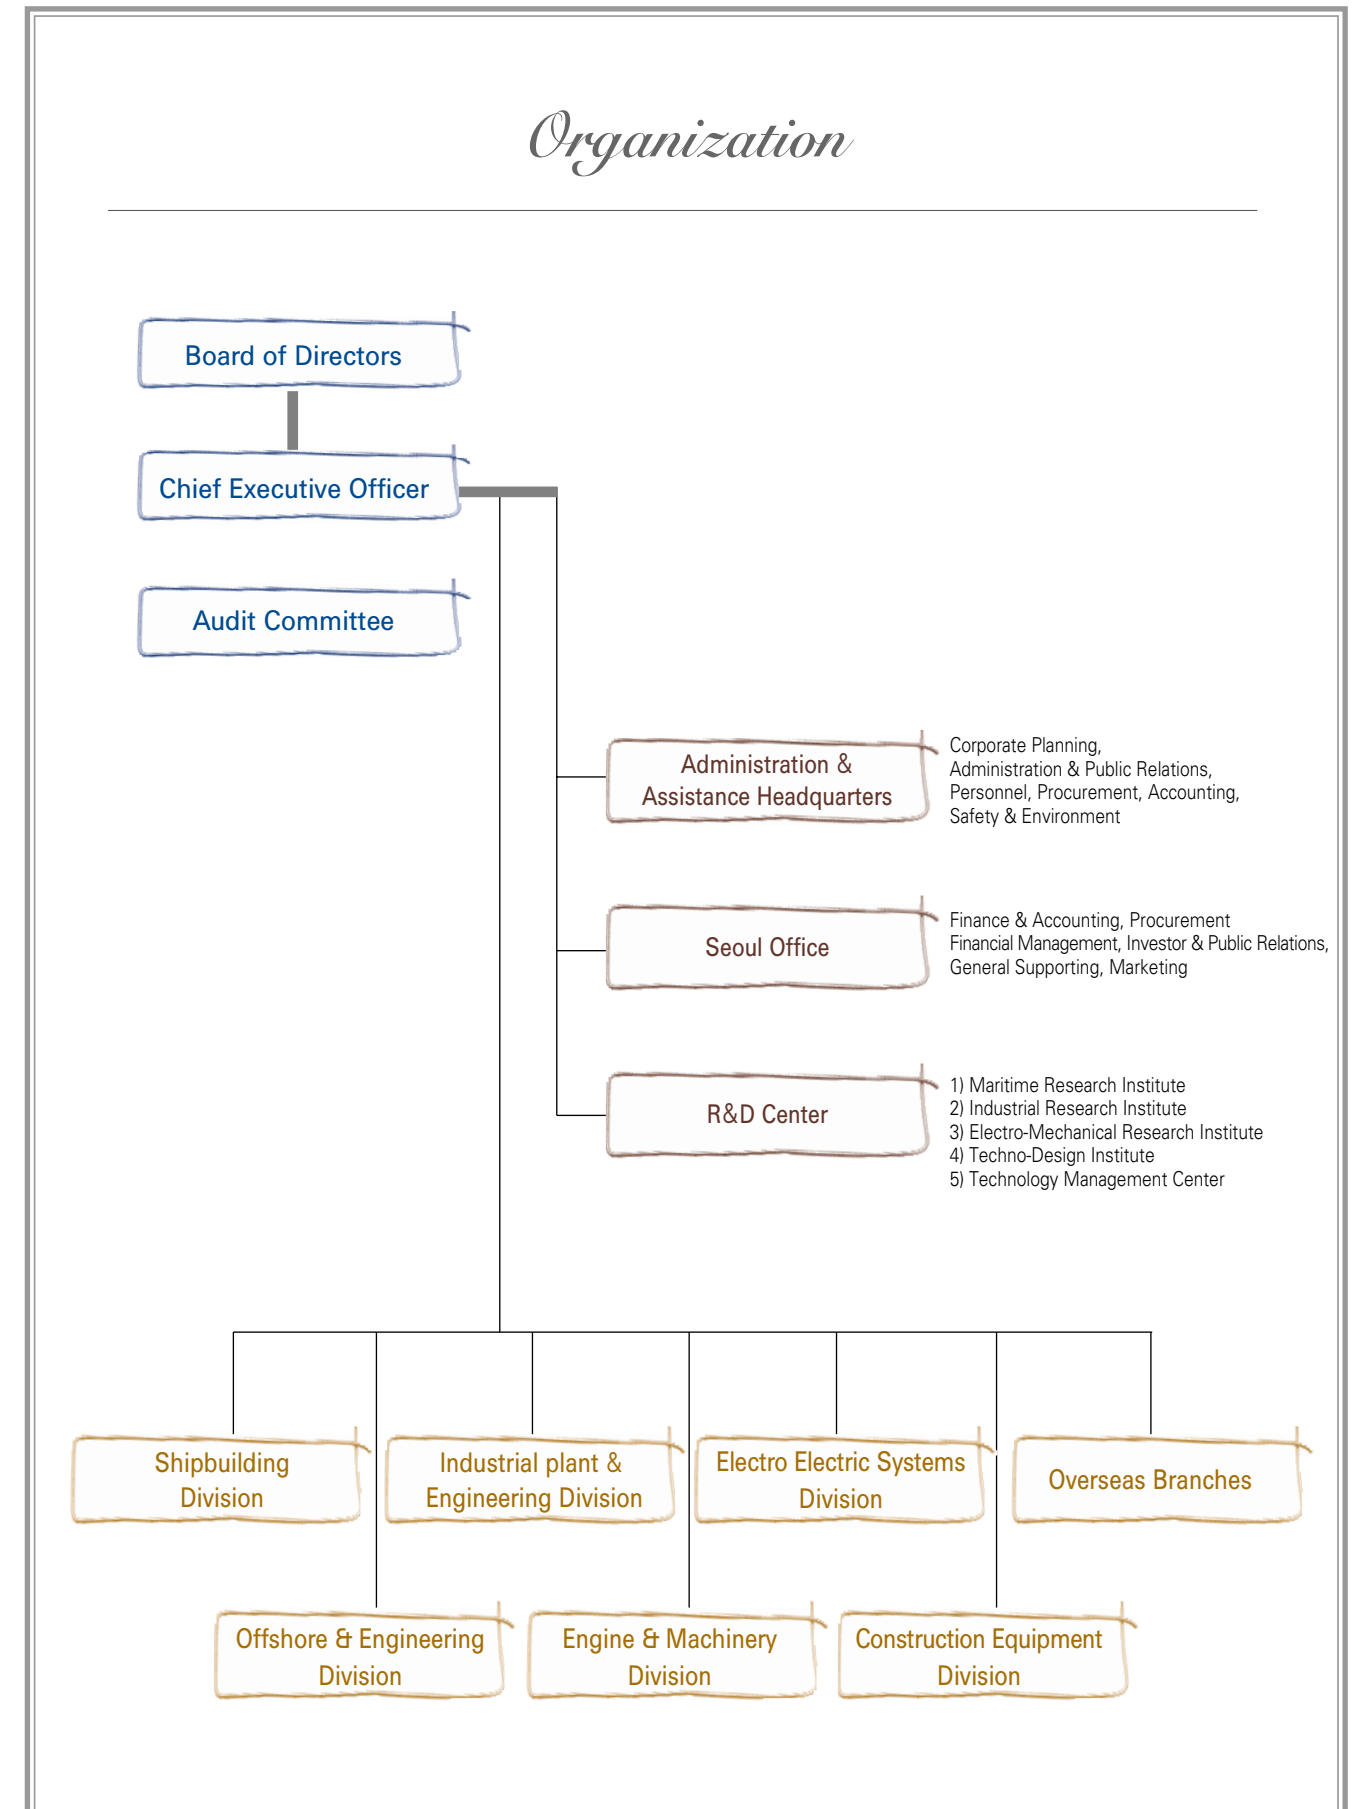 Organization
Board of Directors
Chief Executive Officer
Audit Committee
Administration &
Assistance Headquarters
Corporate Planning,
Administration & Public Relations,
Personnel, Procurement, Accounting,
Safety & Environment
Seoul Office
Finance & Accounting, Procurement
Financial Management, Investor & Public Relations,
General Supporting, Marketing
R&D Center
1) Maritime Research Institute
2) Industrial Research Institute
3) Electro-Mechanical Research Institute
4) Techno-Design Institute
5) Technology Management Center
Shipbuilding
Division
Industrial plant &
Engineering Division
Electro Electric Systems
Division
Overseas Branches
Offshore & Engineering
Division
Engine & Machinery
Division
Construction Equipment
Division